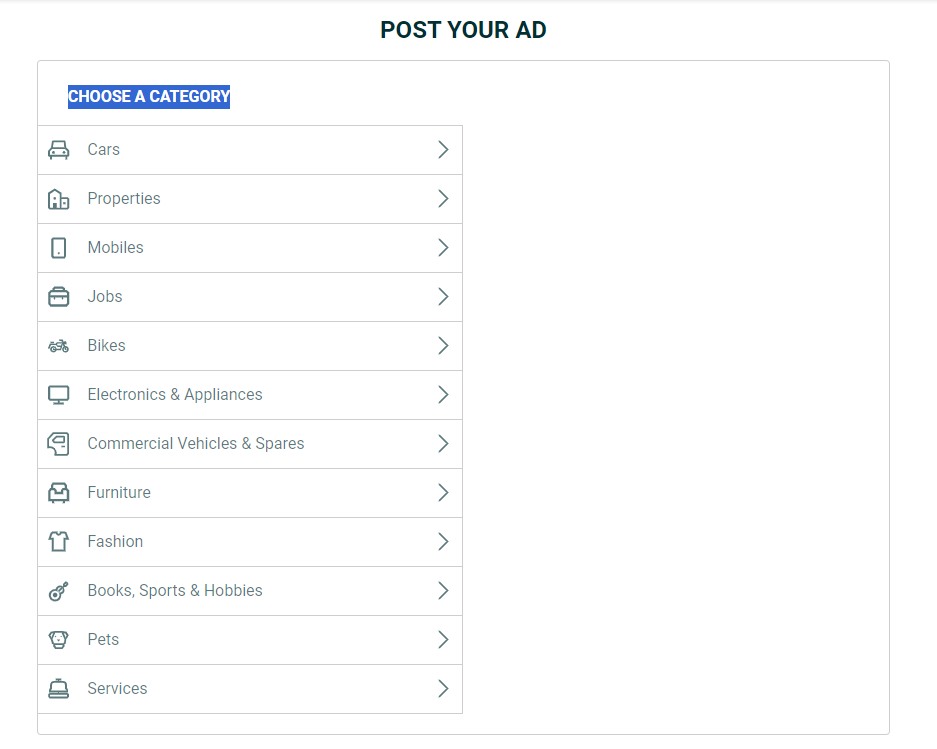 POST YOUR AD
CHOOSE A CATEGORY
Cars
Properties
Mobiles
Jobs
Bikes
Electronics & Appliances
Commercial Vehicles & Spares
Furniture
Fashion
Books, Sports & Hobbies
Pets
Services